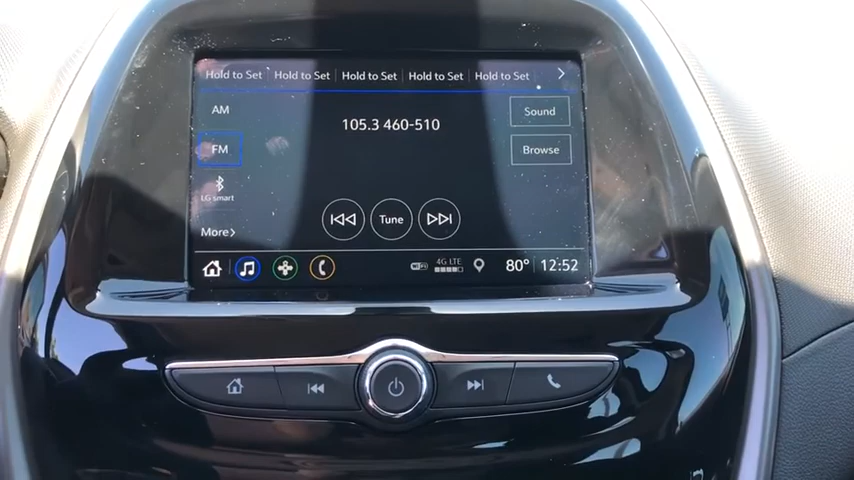 Hold to Set Hold to Set Hold to Set Hold to Set Hold to Set
AM
105.3 460-510
Sound
FM
Browse
LG smart
Tune
More
WiFi 4G LTE 80° 12:52